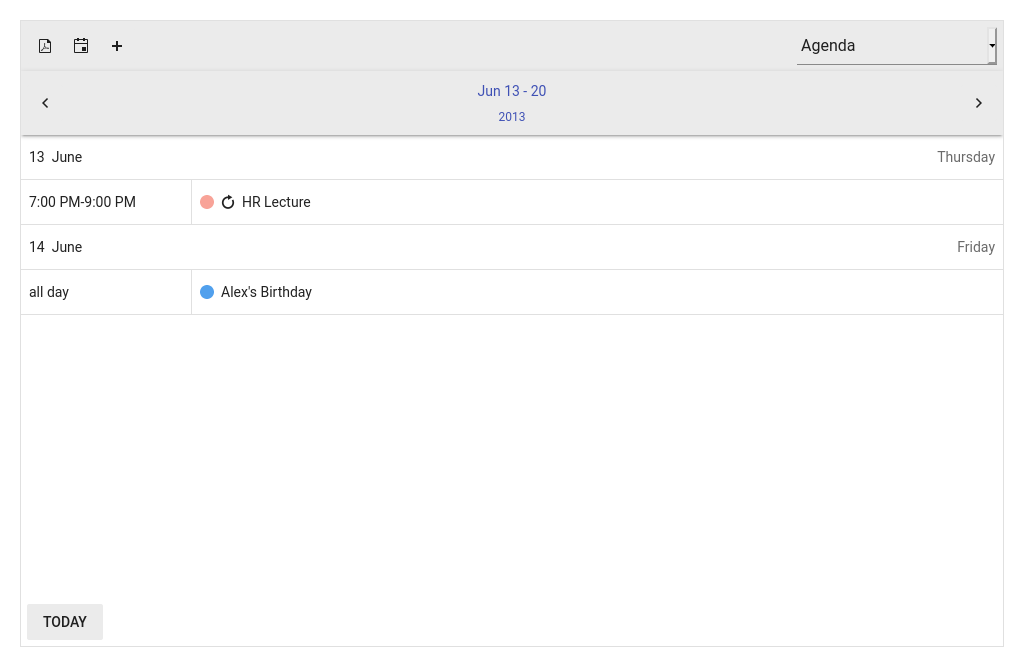 Agenda
Jun 13 - 20
2013
13 June Thursday
7:00 PM-9:00 PM HR Lecture
14 June Friday
all day Alex's Birthday
TODAY